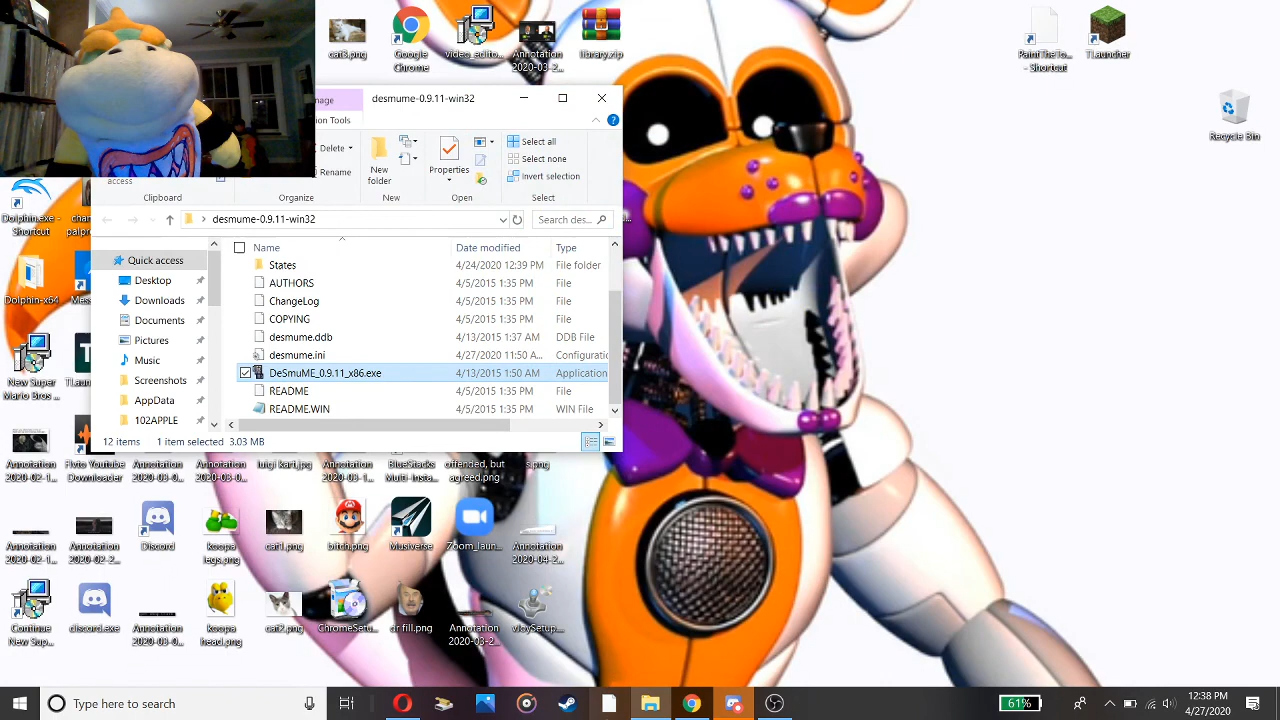 cat3.png
Google Chrome
video_edito...
Annotation 2020-03-2...
library.zip
PaintTheTo... - Shortcut
TLauncher
Recycle Bin
desmume-0.9.11-win32
Delete
Rename
access
New folder
Properties
Select all
Select none
Invert selection
Clipboard
New
Open
Select
desmume-0.9.11-win32
Search des...
Name
Date modified
Type
Quick access
Desktop
Downloads
Documents
Pictures
Music
Screenshots
AppData
102APPLE
States 4/24/2020 12:39 PM File folder
AUTHORS 4/5/2015 1:35 PM File
ChangeLog 4/5/2015 1:35 PM File
COPYING 4/5/2015 1:35 PM File
desmume.ddb 4/13/2015 1:37 AM DDB File
desmume.ini 4/27/2020 11:50 A... Configuratio
DeSmuME_0.9.11_x86.exe 4/13/2015 1:50 AM Application
README 4/5/2015 1:35 PM File
README.WIN 4/5/2015 1:35 PM WIN File
12 items 1 item selected 3.03 MB
Dolphin.exe - Shortcut
Dolphin-x64
New Super Mario Bros ...
Annotation 2020-02-1...
Flvto Youtube Downloader
Annotation 2020-03-0...
Annotation 2020-03-0...
luigi kart.jpg
Annotation 2020-03-1...
BlueStacks Multi-Insta...
offended, but agreed.png
s.png
Annotation 2020-02-1...
Annotation 2020-02-2...
Discord
koopa legs.png
cat1.png
bitch.png
Musiverse
Zoom_laun...
Annotation 2020-04-2...
Continue New Sup...
discord.exe
Annotation 2020-03-0...
koopa head.png
cat2.png
ChromeSetu...
dr fill.png
Annotation 2020-03-2...
vJoySetup....
Type here to search
61%
12:38 PM
4/27/2020